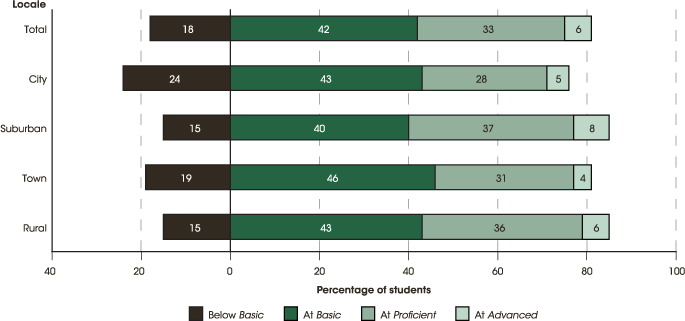 Locale
Total 18 42 33 6
City 24 43 28 5
Suburban 15 40 37 8
Town 19 46 31 4
Rural 15 43 36 6
40 20 0 20 40 60 80 100
Percentage of students
Below Basic At Basic At Proficient At Advanced